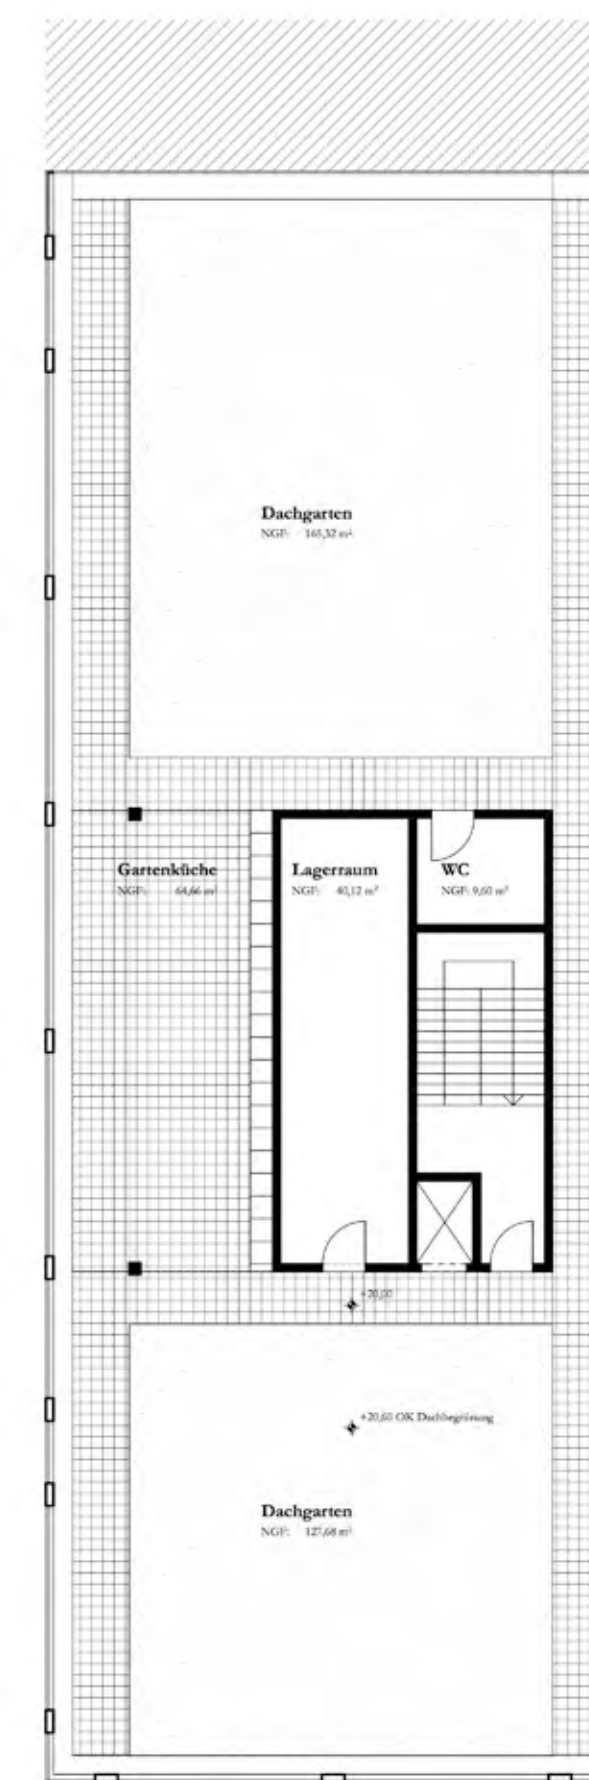 Dachgarten
NGF: 165,32 m²
Gartenküche
NGF: 64,66 m²
Lagerraum
NGF: 40,12 m²
WC
NGF: 9,60 m²
+20,00
+20,60 OK Dachbegrünung
Dachgarten
NGF: 127,68 m²